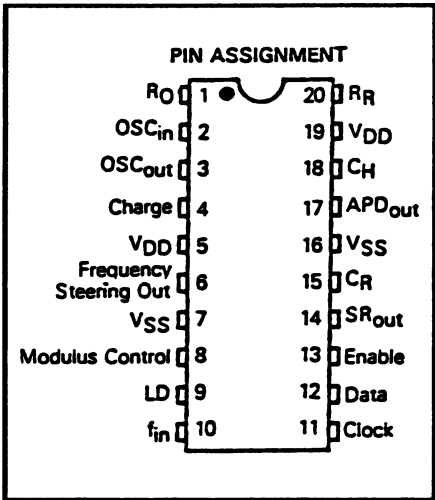 PIN ASSIGNMENT
RO 1 20 RR
OSCin 2 19 VDD
OSCout 3 18 CH
Charge 4 17 APDout
VDD 5 16 VSS
Frequency
Steering Out 6 15 CR
VSS 7 14 SRout
Modulus Control 8 13 Enable
LD 9 12 Data
fin 10 11 Clock